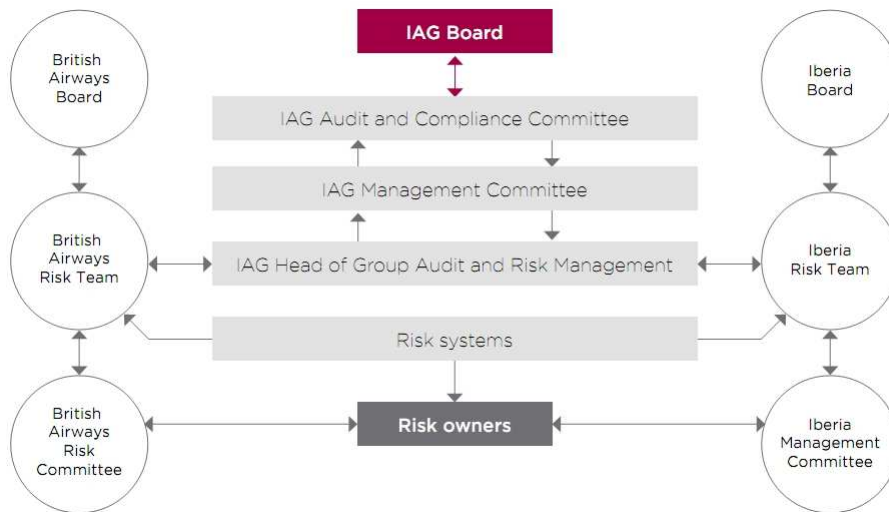 British
Airways
Board
IAG Board
Iberia
Board
IAG Audit and Compliance Committee
IAG Management Committee
British
Airways
Risk Team
IAG Head of Group Audit and Risk Management
Iberia
Risk Team
Risk systems
British
Airways
Risk
Committee
Risk owners
Iberia
Management
Committee